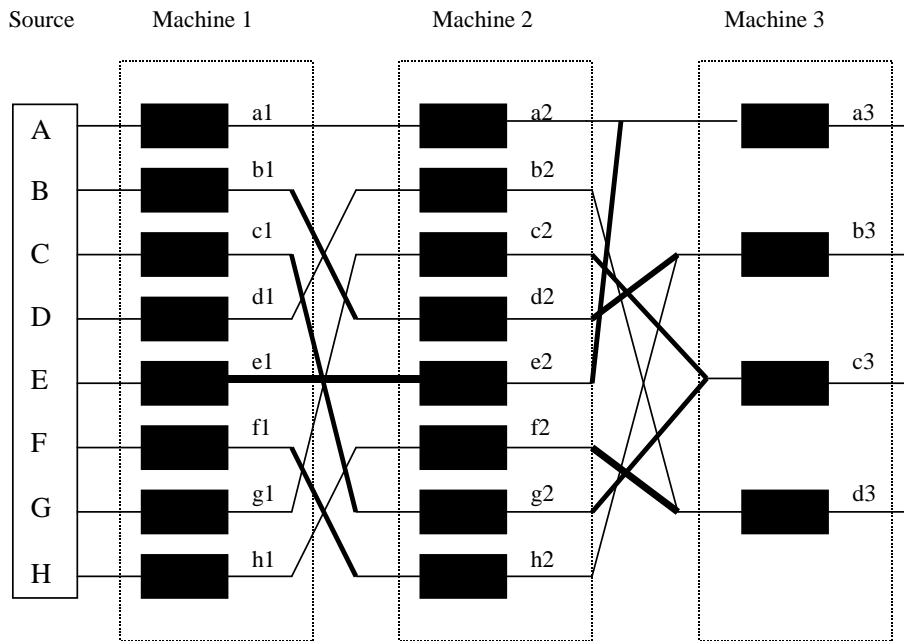 Source Machine 1 Machine 2 Machine 3
A a1 a2 a3
B b1 b2
C c1 c2 b3
D d1 d2
E e1 e2 c3
F f1 f2
G g1 g2 d3
H h1 h2